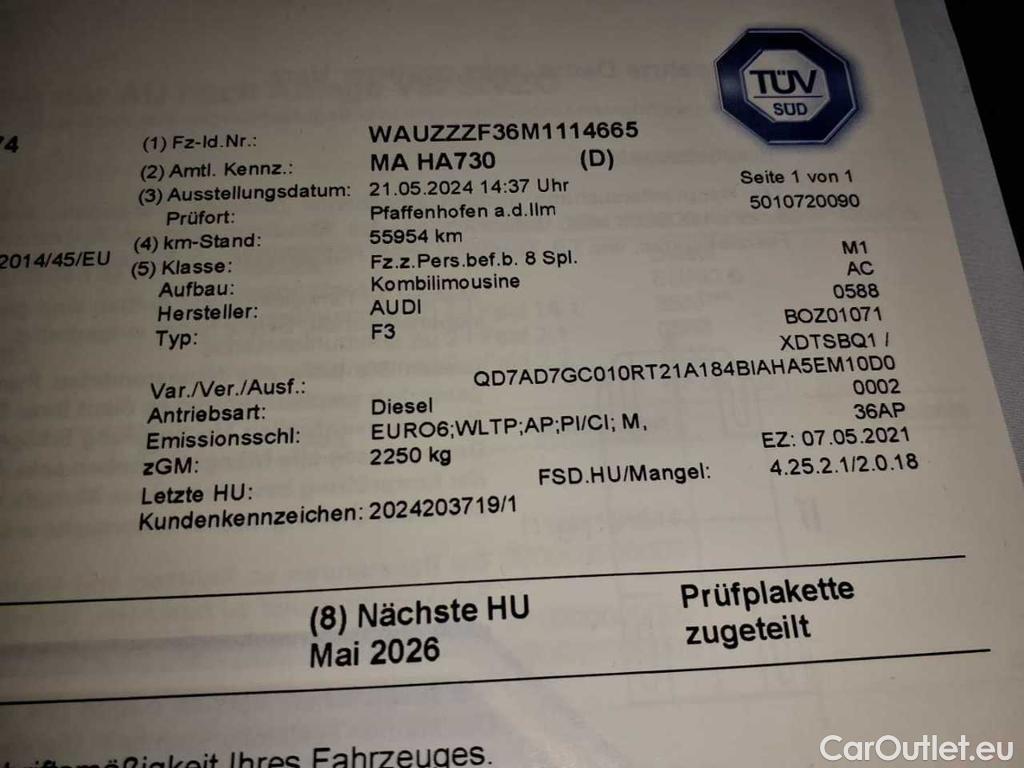 TÜV
SÜD
74
(1) Fz-Id.Nr.: WAUZZZF36M1114665
(2) Amtl. Kennz.: MA HA730 (D)
(3) Ausstellungsdatum: 21.05.2024 14:37 Uhr Seite 1 von 1
Prüfort: Pfaffenhofen a.d.Ilm 5010720090
2014/45/EU (4) km-Stand: 55954 km
(5) Klasse: Fz.z.Pers.bef.b. 8 Spl. M1
Aufbau: Kombilimousine AC
Hersteller: AUDI 0588
Typ: F3 BOZ01071
XDTSBQ1 /
Var./Ver./Ausf.: QD7AD7GC010RT21A184BIAHA5EM10D0
Antriebsart: Diesel 0002
Emissionsschl: EURO6;WLTP;AP;PI/CI; M, 36AP
zGM: 2250 kg EZ: 07.05.2021
Letzte HU: FSD.HU/Mangel: 4.25.2.1/2.0.18
Kundenkennzeichen: 2024203719/1
(8) Nächste HU Prüfplakette
Mai 2026 zugeteilt
Ihres Fahrzeuges.
CarOutlet.eu